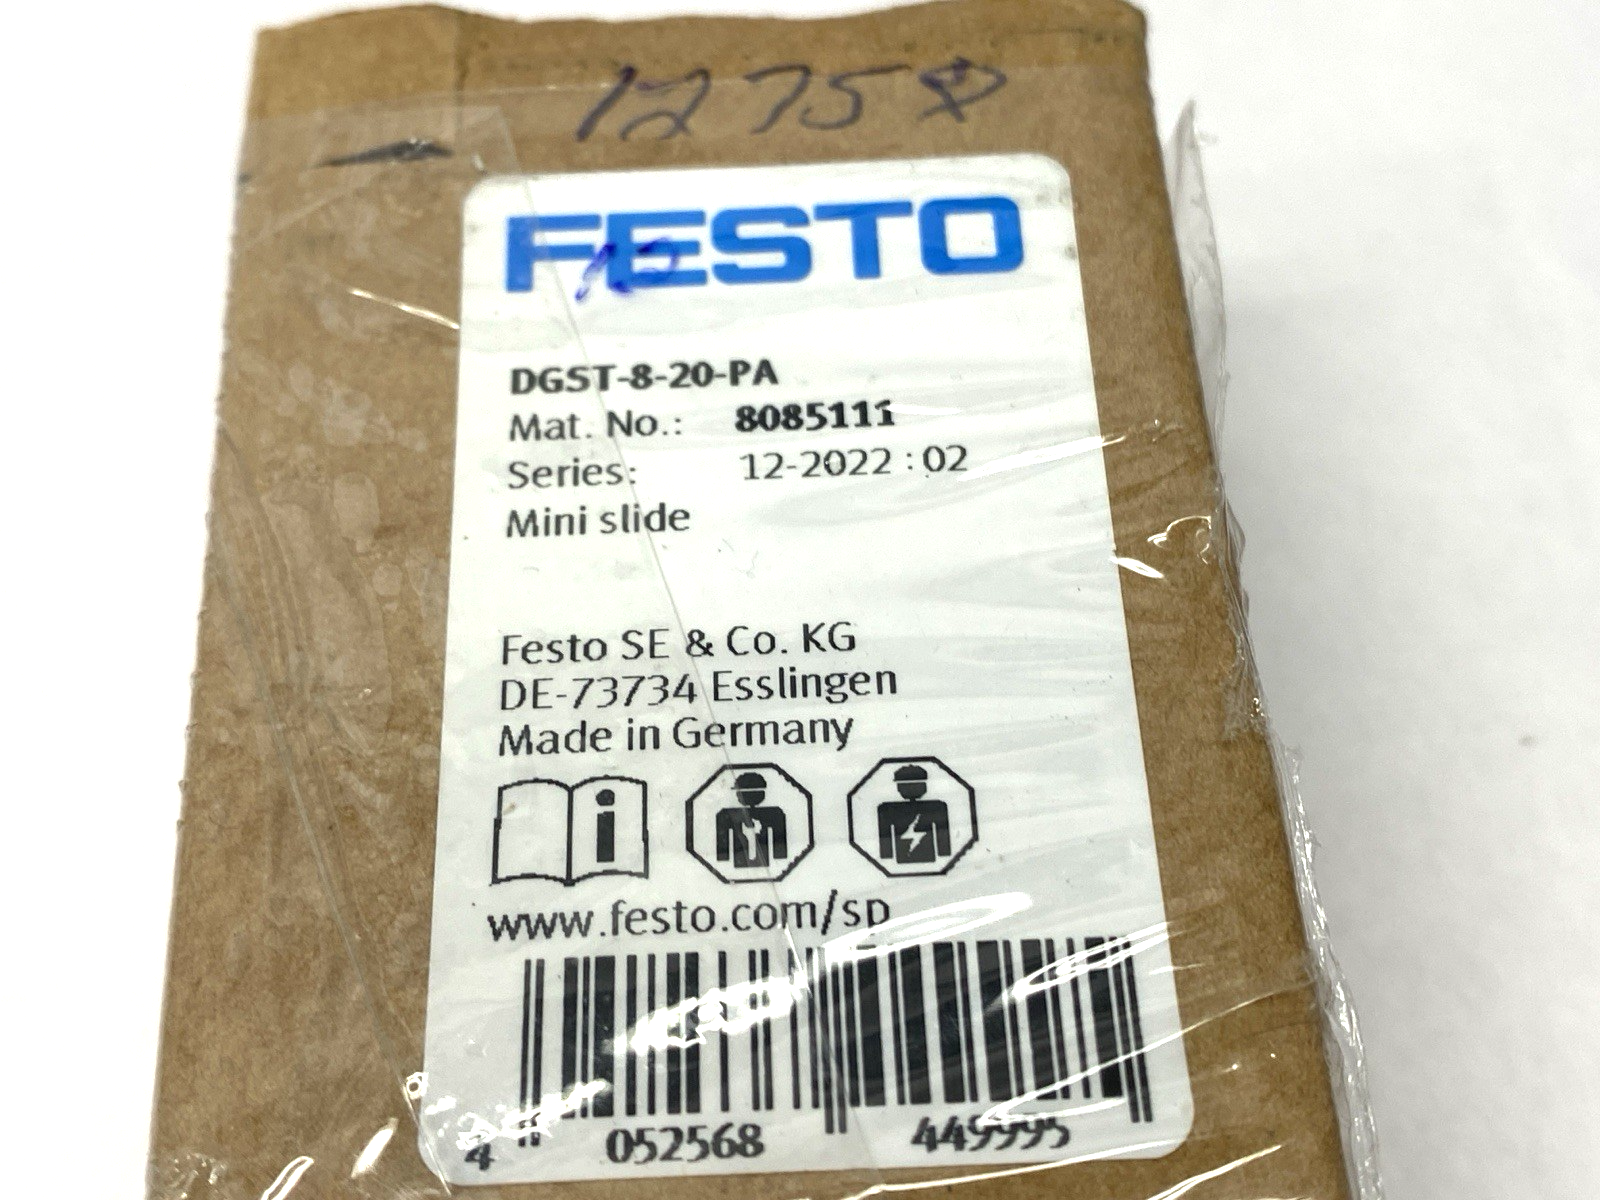 FESTO
DGST-8-20-PA
Mat. No.: 8085111
Series: 12-2022 : 02
Mini slide
Festo SE & Co. KG
DE-73734 Esslingen
Made in Germany
www.festo.com/sp
4 052568 449995